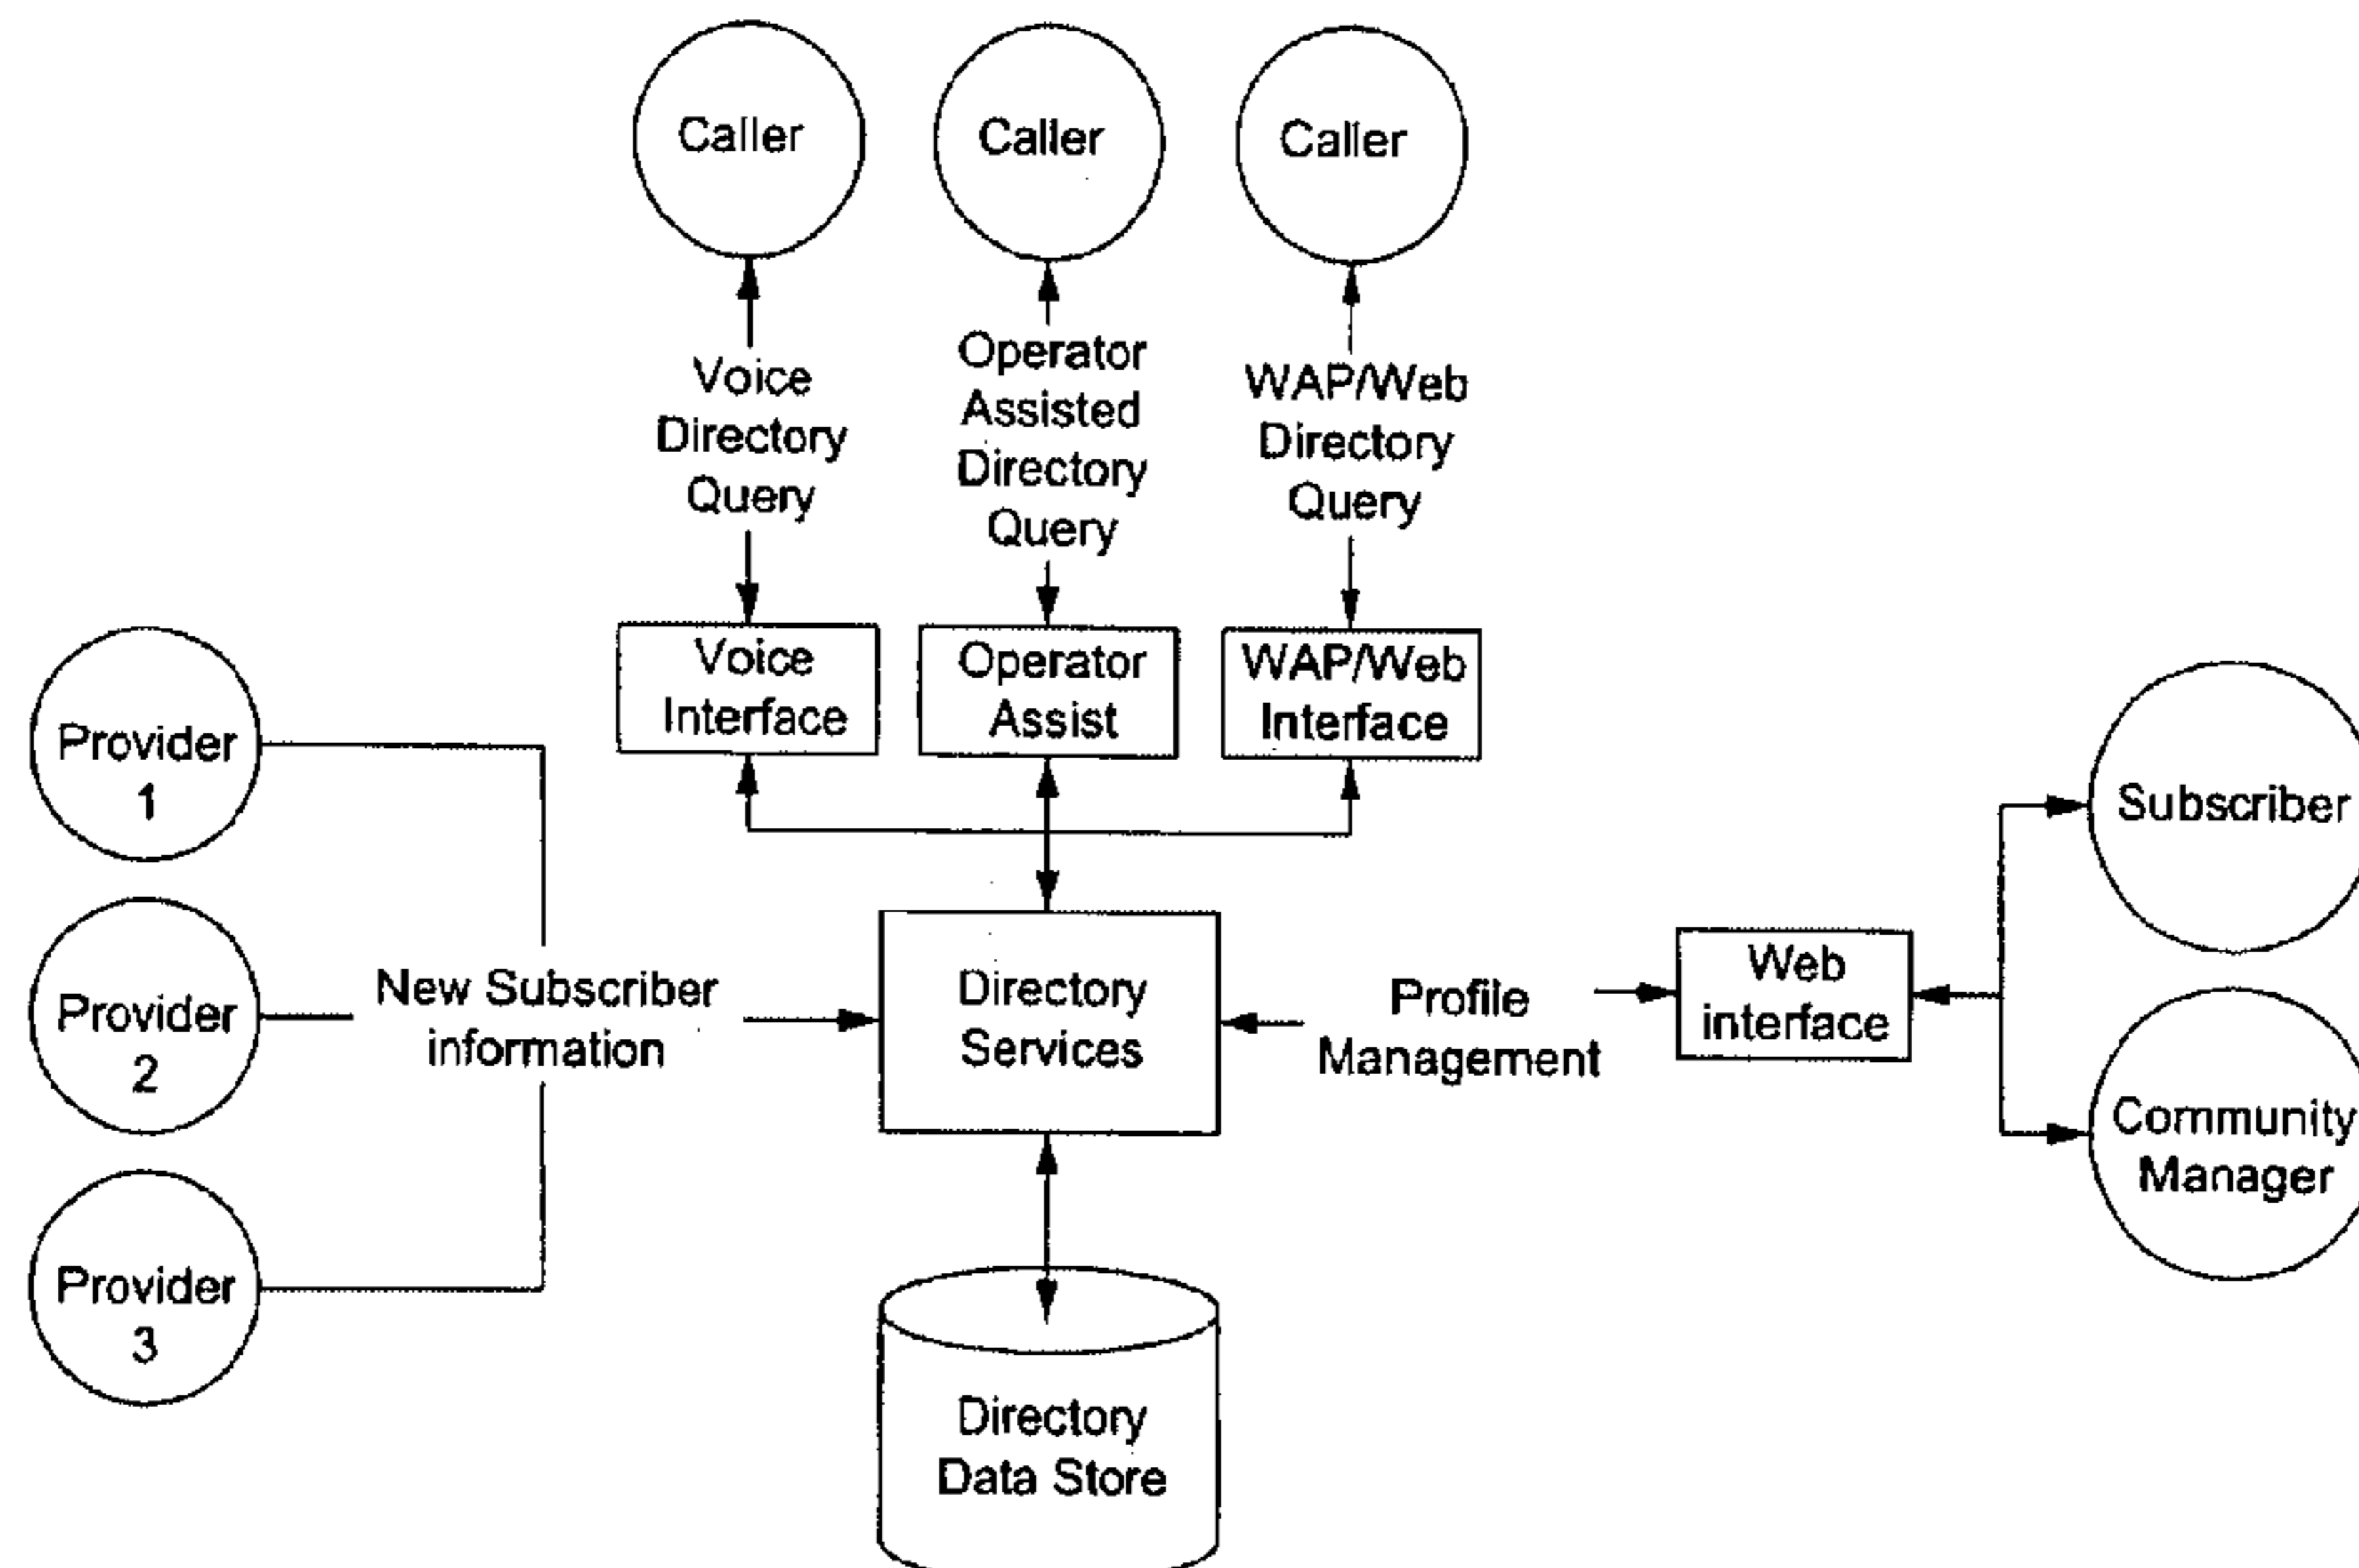 Caller
Caller
Caller
Voice
Directory
Query
Operator
Assisted
Directory
Query
WAP/Web
Directory
Query
Voice
Interface
Operator
Assist
WAP/Web
Interface
Provider
1
Provider
2
Provider
3
New Subscriber
information
Directory
Services
Profile
Management
Web
interface
Subscriber
Community
Manager
Directory
Data Store